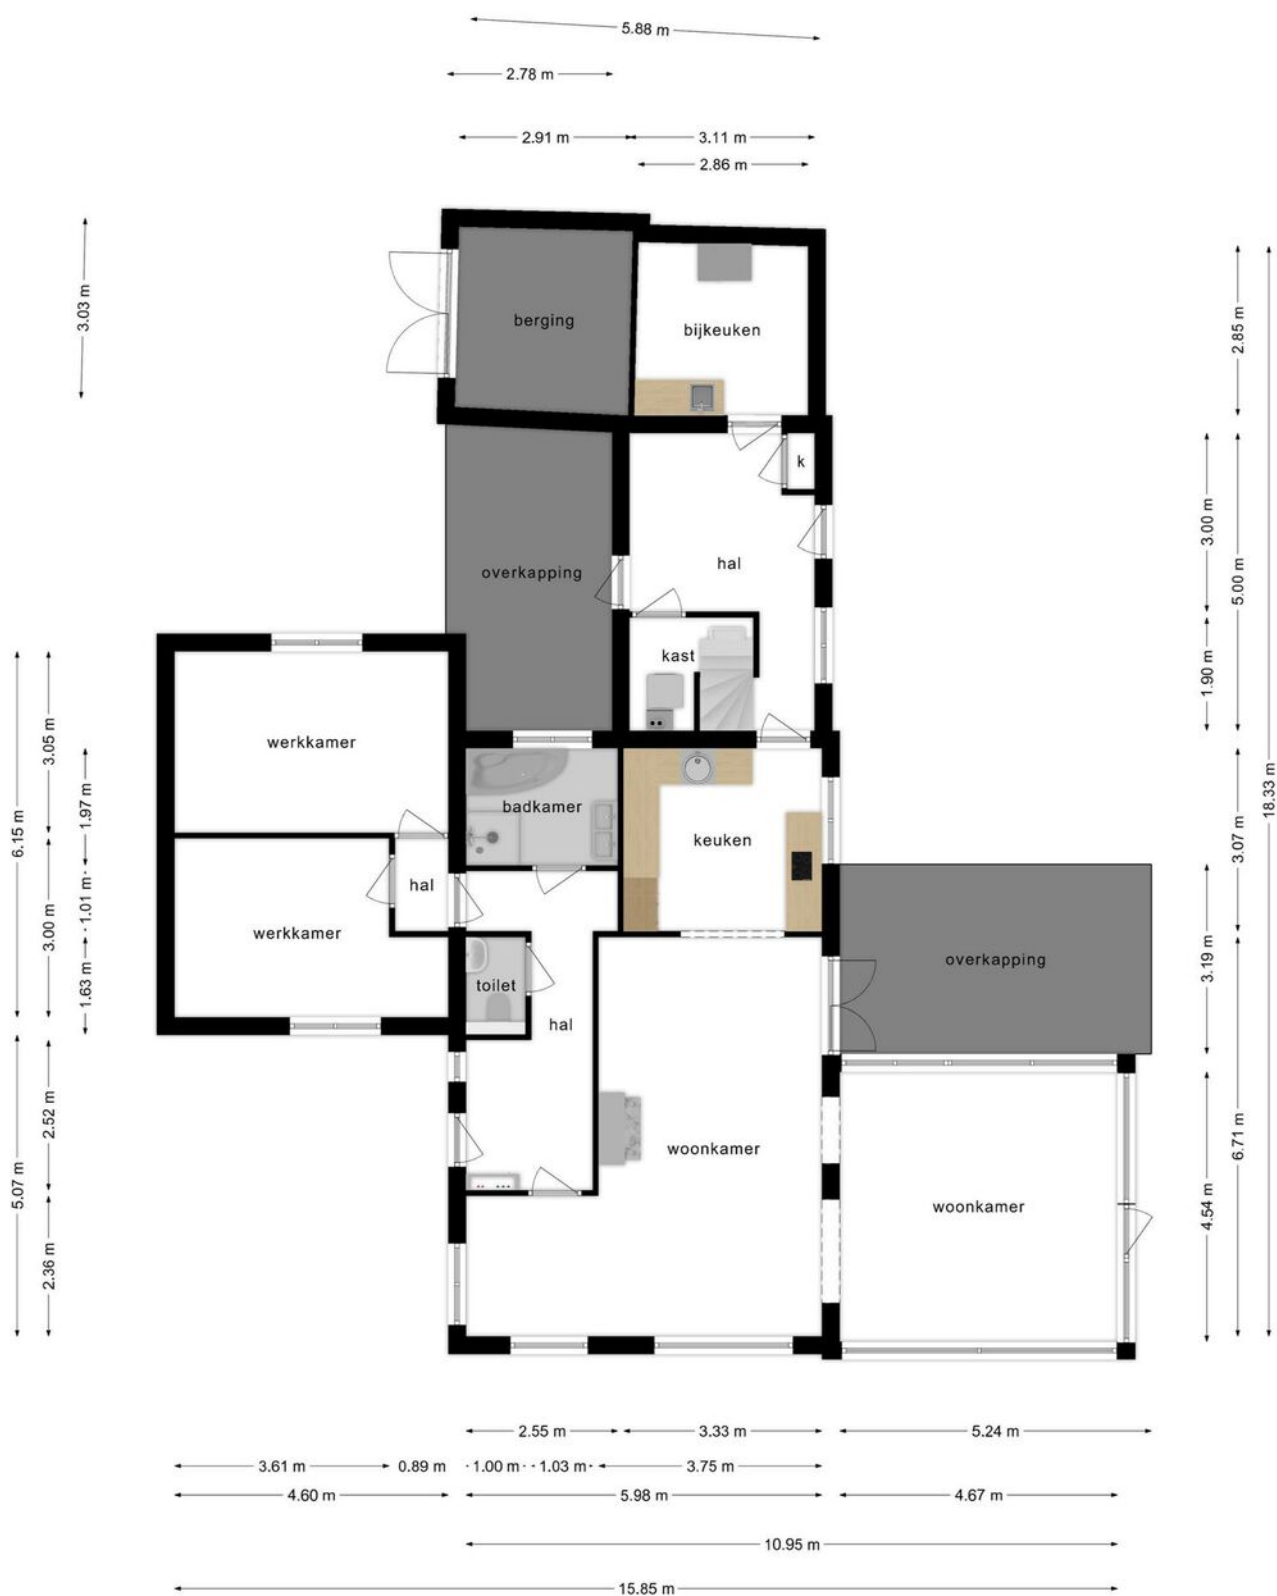 5.88 m
2.78 m
2.91 m 3.11 m
2.86 m
3.03 m
berging
bijkeuken
2.85 m
k
3.00 m
5.00 m
hal
overkapping
kast
1.90 m
werkkamer
3.05 m
1.97 m
6.15 m
badkamer
keuken
3.07 m
18.33 m
hal
1.01 m
3.00 m
werkkamer
toilet
overkapping
3.19 m
1.63 m
hal
2.52 m
woonkamer
6.71 m
5.07 m
woonkamer
4.54 m
2.36 m
2.55 m 3.33 m 5.24 m
3.61 m 0.89 m 1.00 m 1.03 m 3.75 m
4.60 m 5.98 m 4.67 m
10.95 m
15.85 m